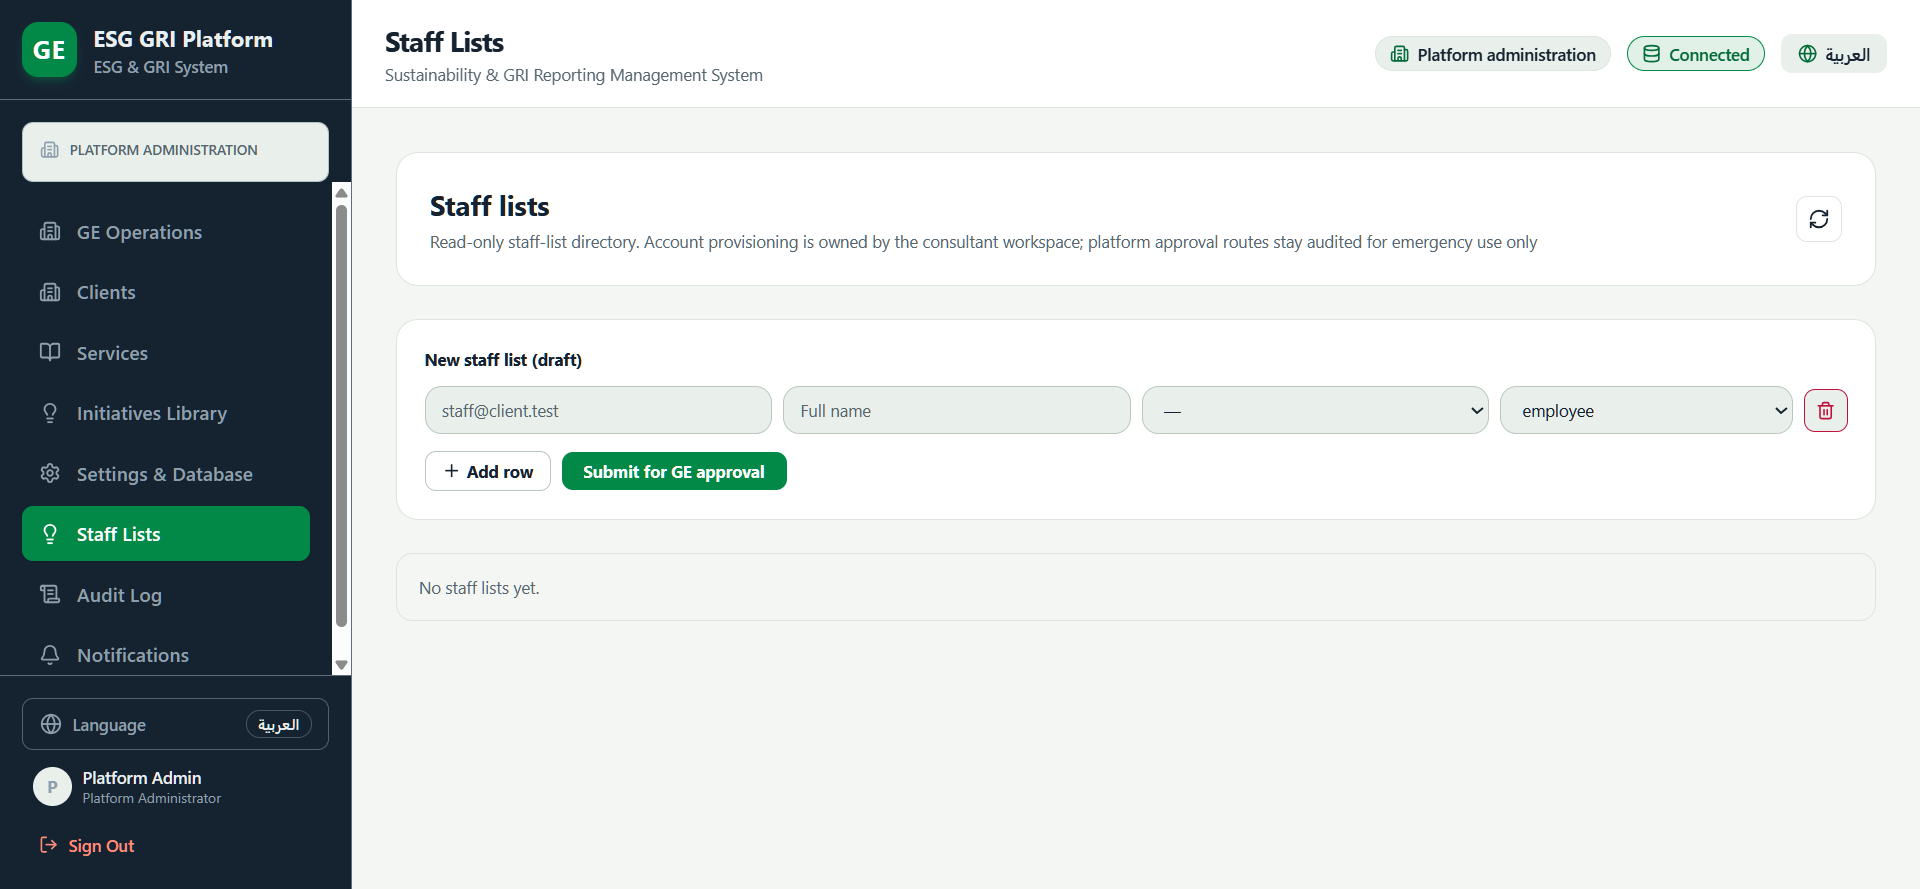 GE
ESG GRI Platform
ESG & GRI System
PLATFORM ADMINISTRATION
GE Operations
Clients
Services
Initiatives Library
Settings & Database
Staff Lists
Audit Log
Notifications
Language
العربية
P
Platform Admin
Platform Administrator
Sign Out
Staff Lists
Sustainability & GRI Reporting Management System
Platform administration
Connected
العربية
Staff lists
Read-only staff-list directory. Account provisioning is owned by the consultant workspace; platform approval routes stay audited for emergency use only
New staff list (draft)
staff@client.test
Full name
—
employee
+ Add row
Submit for GE approval
No staff lists yet.